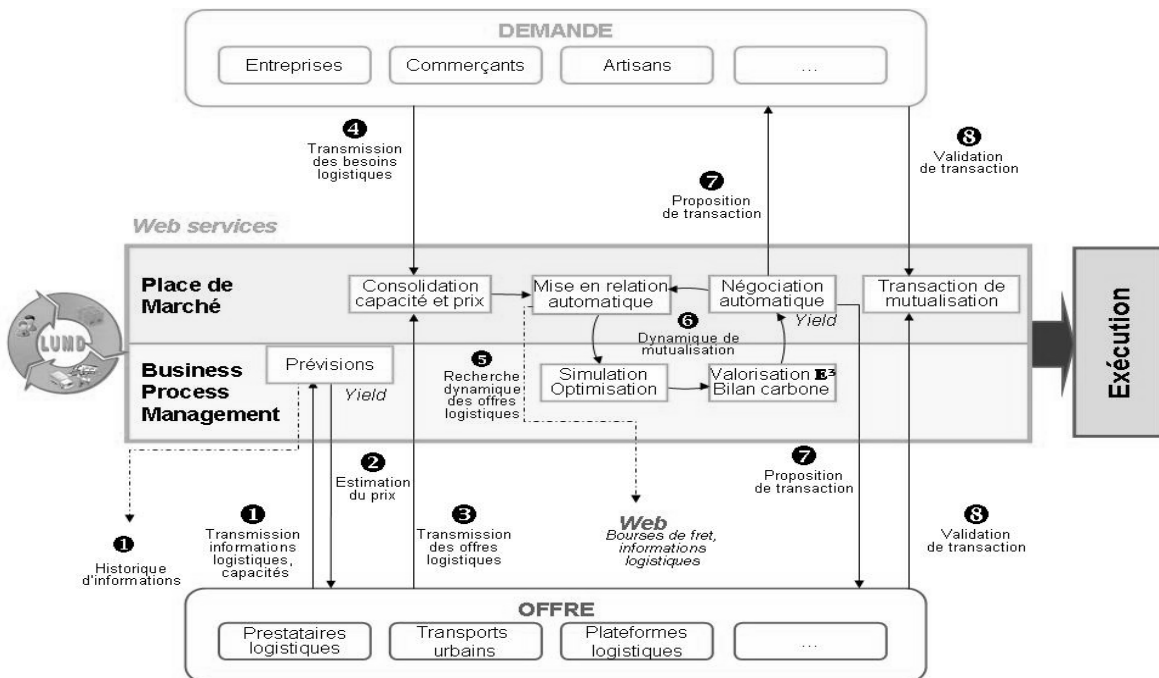 DEMANDE
Entreprises
Commerçants
Artisans
...
4
Transmission
des besoins
logistiques
7
Proposition
de transaction
8
Validation
de transaction
Web services
Place de
Marché
Consolidation
capacité et prix
Mise en relation
automatique
Négociation
automatique
Yield
Transaction de
mutualisation
LUMD
6
Dynamique de
mutualisation
Business
Process
Management
Prévisions
Yield
5
Recherche
dynamique
des offres
logistiques
Simulation
Optimisation
Valorisation E³
Bilan carbone
Exécution
1
Historique
d'informations
1
Transmission
informations
logistiques,
capacités
2
Estimation
du prix
3
Transmission
des offres
logistiques
Web
Bourses de fret,
informations
logistiques
7
Proposition
de transaction
8
Validation
de transaction
OFFRE
Prestataires
logistiques
Transports
urbains
Plateformes
logistiques
...